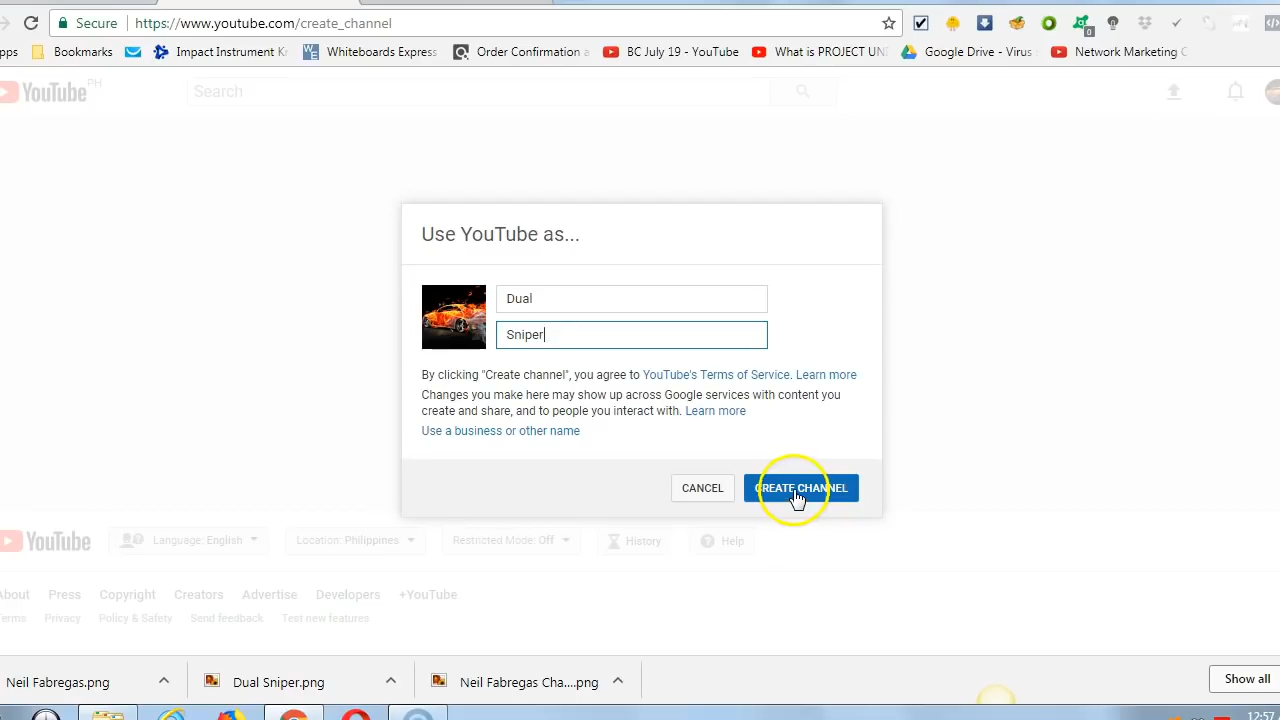 Secure https://www.youtube.com/create_channel
Bookmarks Impact Instrument Whiteboards Express Order Confirmation BC July 19 - YouTube What is PROJECT Google Drive - Virus Network Marketing
YouTube PH Search
Use YouTube as...
Dual
Sniper
By clicking "Create channel", you agree to YouTube's Terms of Service. Learn more
Changes you make here may show up across Google services with content you
create and share, and to people you interact with. Learn more
Use a business or other name
CANCEL CREATE CHANNEL
YouTube Language: English Location: Philippines Restricted Mode: Off History Help
About Press Copyright Creators Advertise Developers +YouTube
Terms Privacy Policy & Safety Send feedback Test new features
Neil Fabregas.png Dual Sniper.png Neil Fabregas Cha....png Show all
12:57